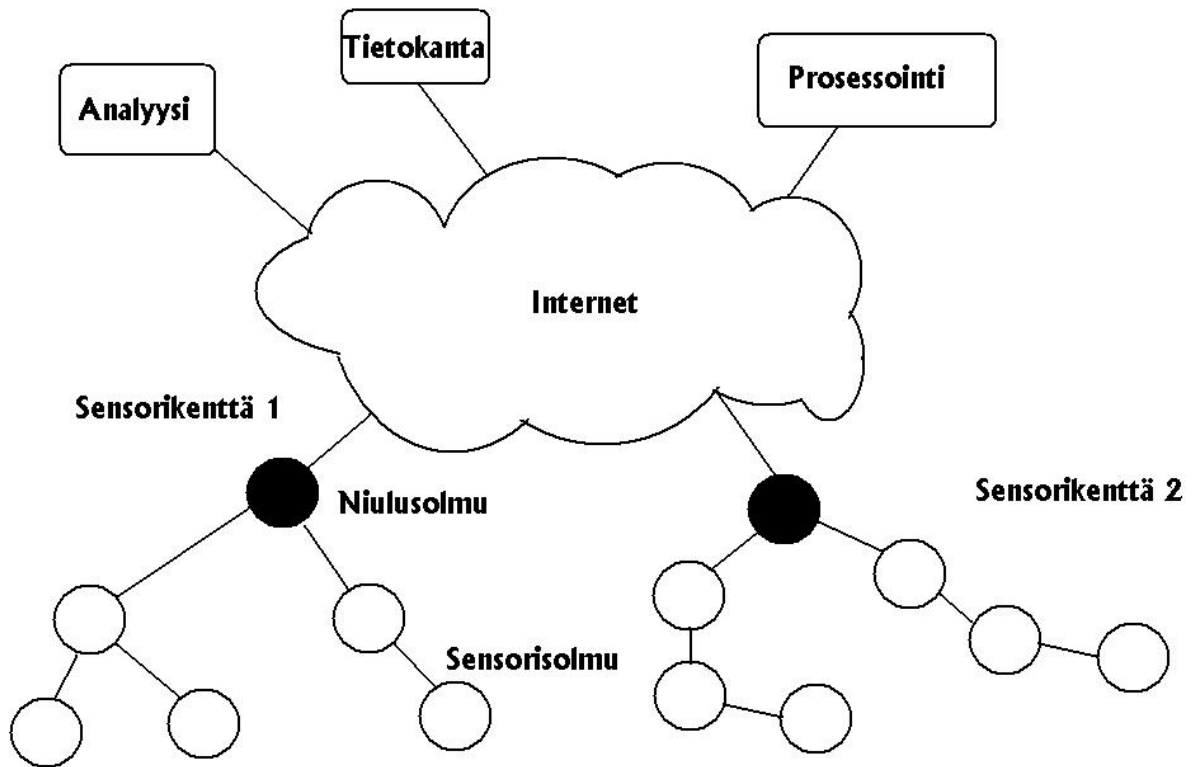 Tietokanta
Analyysi
Prosessointi
Internet
Sensorikenttä 1
Niulusolmu
Sensorikenttä 2
Sensorisolmu